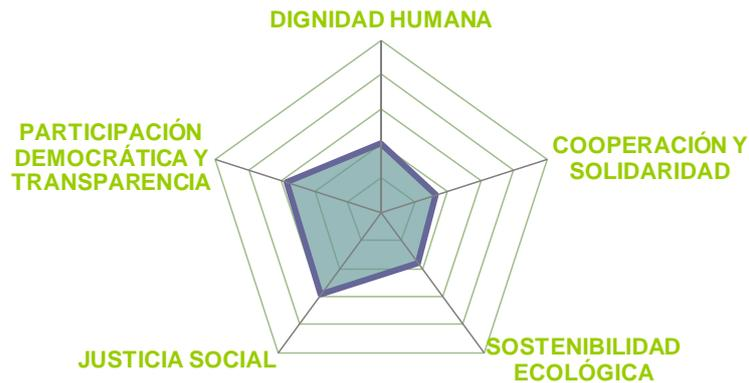 DIGNIDAD HUMANA
PARTICIPACIÓN
DEMOCRÁTICA Y
TRANSPARENCIA
COOPERACIÓN Y
SOLIDARIDAD
JUSTICIA SOCIAL
SOSTENIBILIDAD
ECOLÓGICA